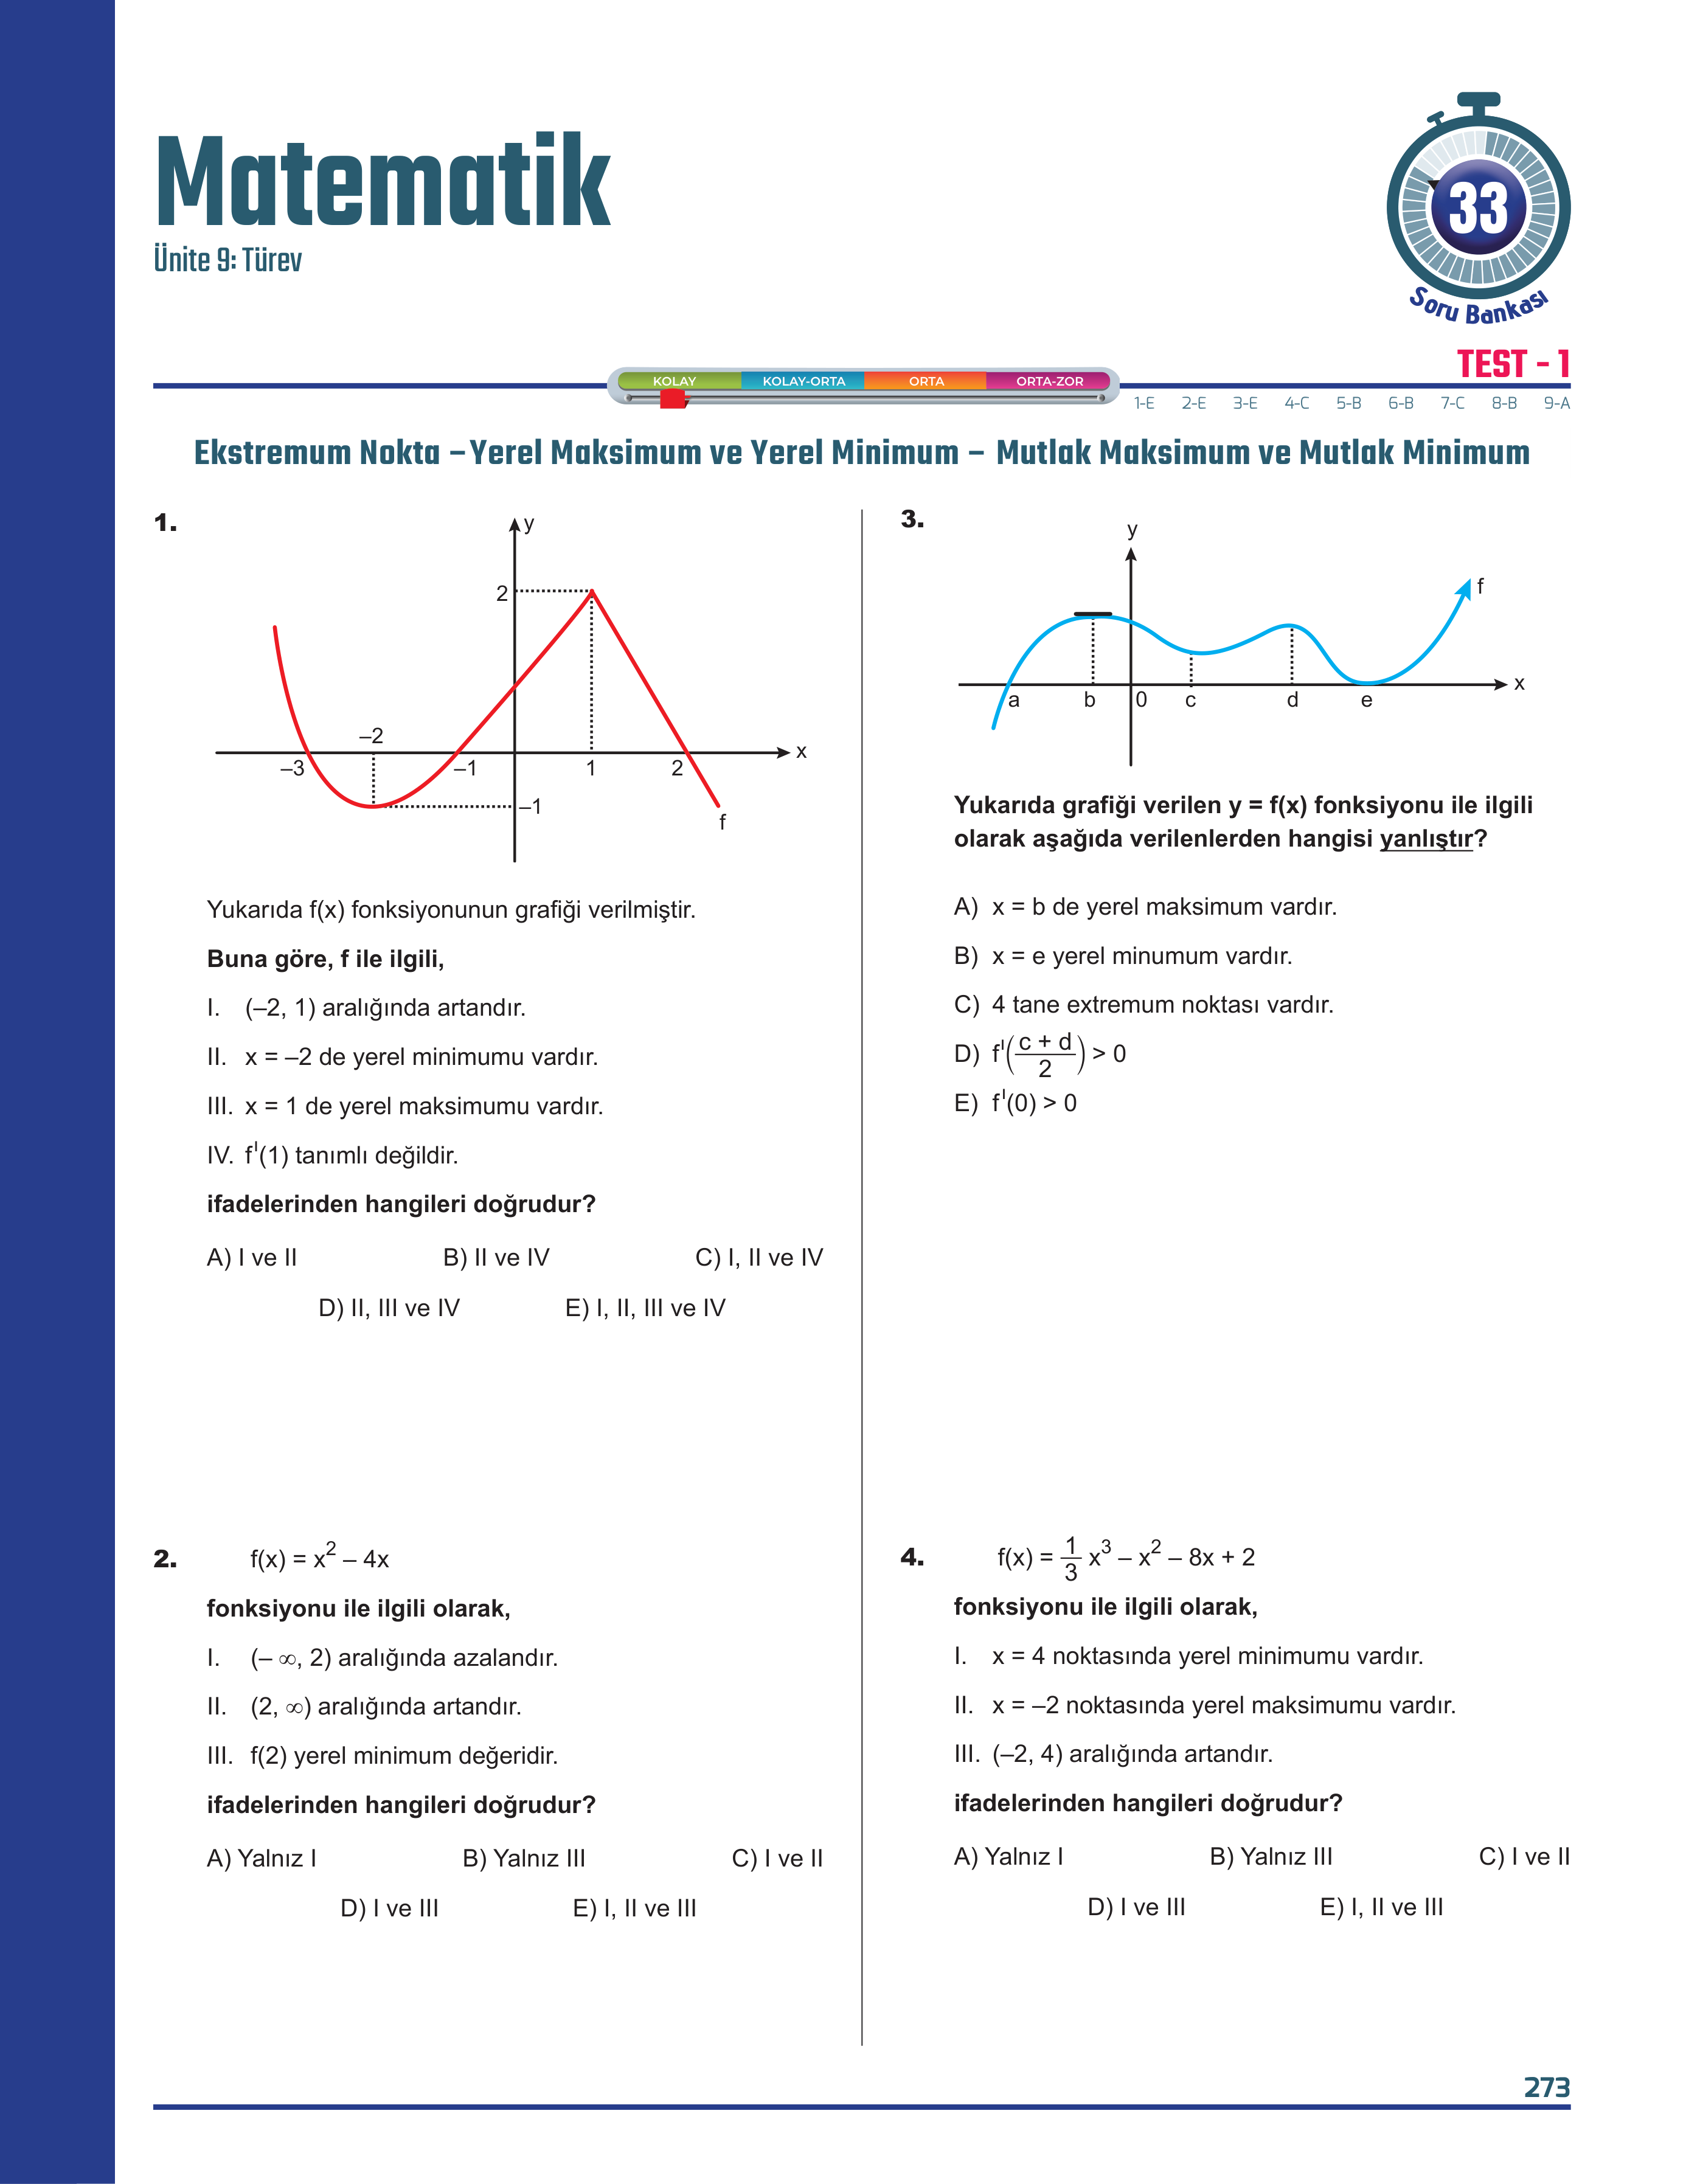 Matematik
Ünite 9: Türev
33
Soru Bankası
TEST - 1
KOLAY KOLAY-ORTA ORTA ORTA-ZOR
1-E 2-E 3-E 4-C 5-B 6-B 7-C 8-B 9-A
Ekstremum Nokta –Yerel Maksimum ve Yerel Minimum – Mutlak Maksimum ve Mutlak Minimum
1.
y
2
–2
x
–3 –1 1 2
–1
f
Yukarıda f(x) fonksiyonunun grafiği verilmiştir.
Buna göre, f ile ilgili,
I. (–2, 1) aralığında artandır.
II. x = –2 de yerel minimumu vardır.
III. x = 1 de yerel maksimumu vardır.
IV. f'(1) tanımlı değildir.
ifadelerinden hangileri doğrudur?
A) I ve II B) II ve IV C) I, II ve IV
D) II, III ve IV E) I, II, III ve IV
2. f(x) = x² – 4x
fonksiyonu ile ilgili olarak,
I. (– ∞, 2) aralığında azalandır.
II. (2, ∞) aralığında artandır.
III. f(2) yerel minimum değeridir.
ifadelerinden hangileri doğrudur?
A) Yalnız I B) Yalnız III C) I ve II
D) I ve III E) I, II ve III
3.
y
f
x
a b 0 c d e
Yukarıda grafiği verilen y = f(x) fonksiyonu ile ilgili
olarak aşağıda verilenlerden hangisi yanlıştır?
A) x = b de yerel maksimum vardır.
B) x = e yerel minumum vardır.
C) 4 tane extremum noktası vardır.
D) f'((c + d)/2) > 0
E) f'(0) > 0
4. f(x) = 1/3 x³ – x² – 8x + 2
fonksiyonu ile ilgili olarak,
I. x = 4 noktasında yerel minimumu vardır.
II. x = –2 noktasında yerel maksimumu vardır.
III. (–2, 4) aralığında artandır.
ifadelerinden hangileri doğrudur?
A) Yalnız I B) Yalnız III C) I ve II
D) I ve III E) I, II ve III
273